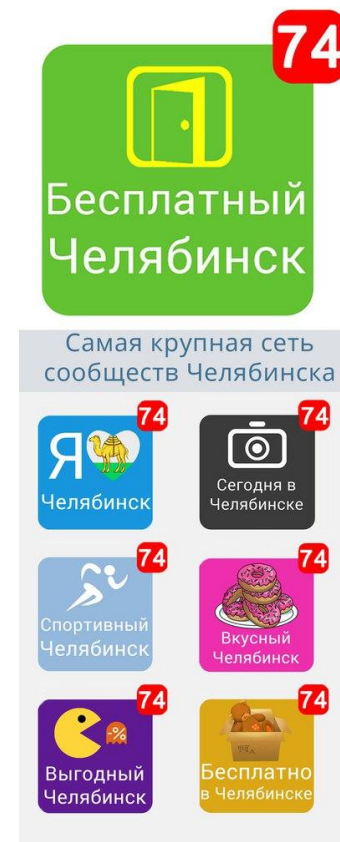 74
Бесплатный
Челябинск
Самая крупная сеть
сообществ Челябинска
74
Я
Челябинск
74
Сегодня в
Челябинске
74
Спортивный
Челябинск
74
Вкусный
Челябинск
74
-%
Выгодный
Челябинск
74
Бесплатно
в Челябинске